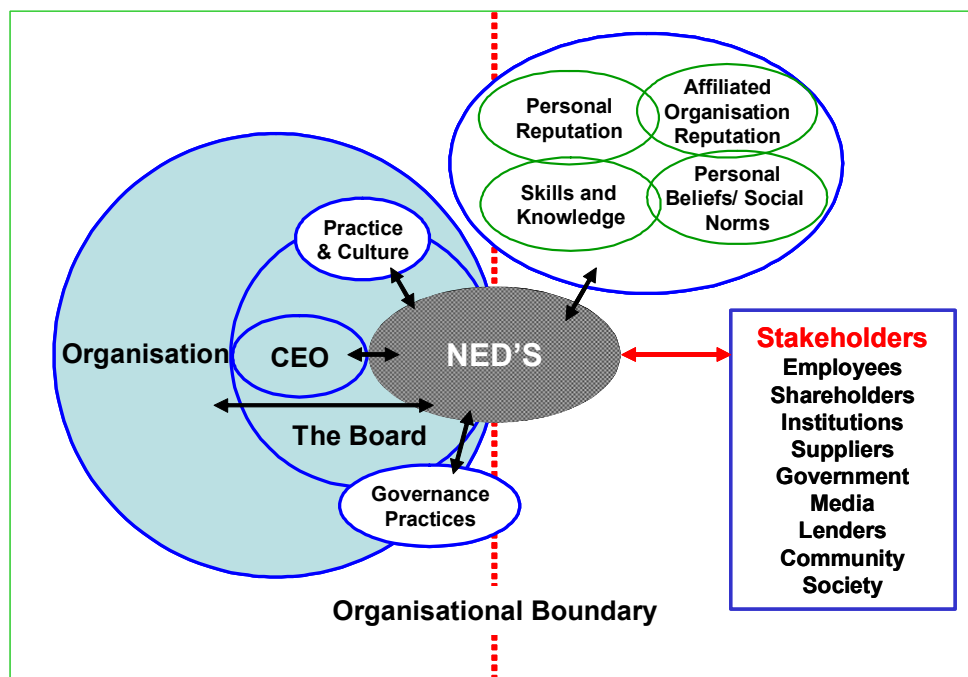 Personal
Reputation
Affiliated
Organisation
Reputation
Skills and
Knowledge
Personal
Beliefs/ Social
Norms
Practice
& Culture
Organisation
CEO
NED'S
The Board
Governance
Practices
Stakeholders
Employees
Shareholders
Institutions
Suppliers
Government
Media
Lenders
Community
Society
Organisational Boundary